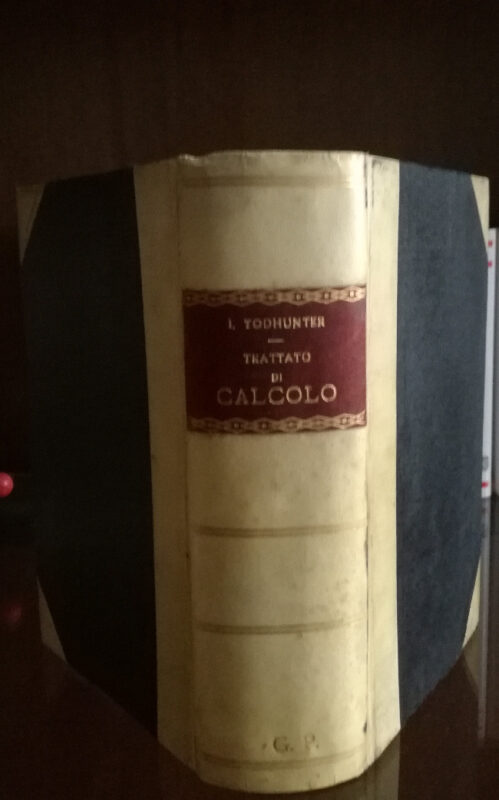 I. TODHUNTER
TRATTATO
DI
CALCOLO
G. P.